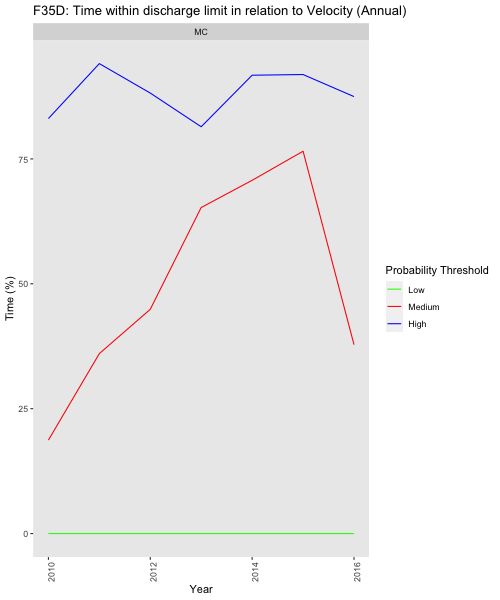 F35D: Time within discharge limit in relation to Velocity (Annual)
MC
75
50
25
0
Time (%)
2010
2012
2014
2016
Year
Probability Threshold
Low
Medium
High